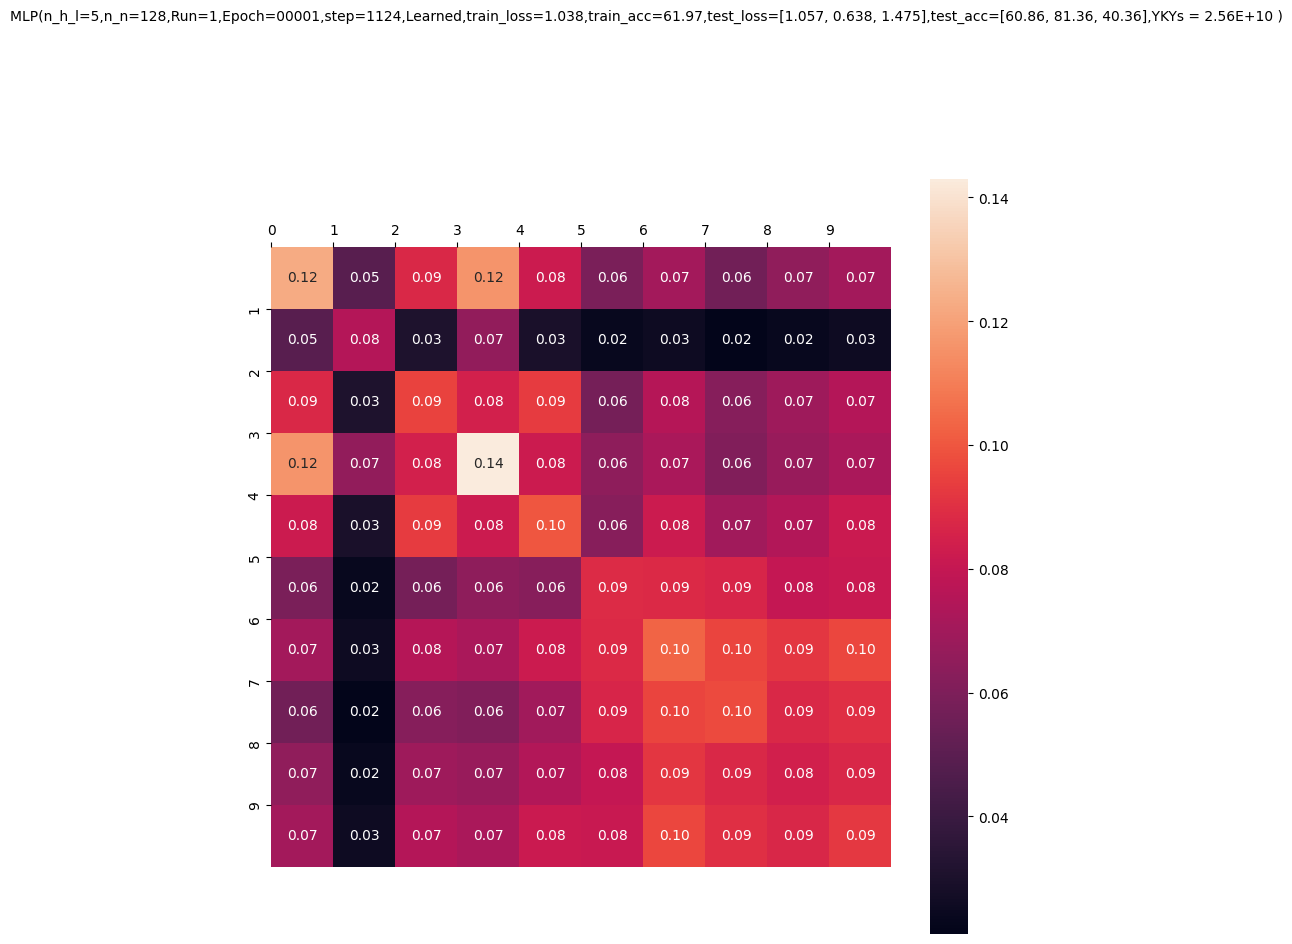 MLP(n_h_l=5,n_n=128,Run=1,Epoch=00001,step=1124,Learned,train_loss=1.038,train_acc=61.97,test_loss=[1.057, 0.638, 1.475],test_acc=[60.86, 81.36, 40.36],YKYs = 2.56E+10 )
0 1 2 3 4 5 6 7 8 9
0.12 0.05 0.09 0.12 0.08 0.06 0.07 0.06 0.07 0.07
1
0.05 0.08 0.03 0.07 0.03 0.02 0.03 0.02 0.02 0.03
2
0.09 0.03 0.09 0.08 0.09 0.06 0.08 0.06 0.07 0.07
3
0.12 0.07 0.08 0.14 0.08 0.06 0.07 0.06 0.07 0.07
4
0.08 0.03 0.09 0.08 0.10 0.06 0.08 0.07 0.07 0.08
5
0.06 0.02 0.06 0.06 0.06 0.09 0.09 0.09 0.08 0.08
6
0.07 0.03 0.08 0.07 0.08 0.09 0.10 0.10 0.09 0.10
7
0.06 0.02 0.06 0.06 0.07 0.09 0.10 0.10 0.09 0.09
8
0.07 0.02 0.07 0.07 0.07 0.08 0.09 0.09 0.08 0.09
9
0.07 0.03 0.07 0.07 0.08 0.08 0.10 0.09 0.09 0.09
0.14
0.12
0.10
0.08
0.06
0.04